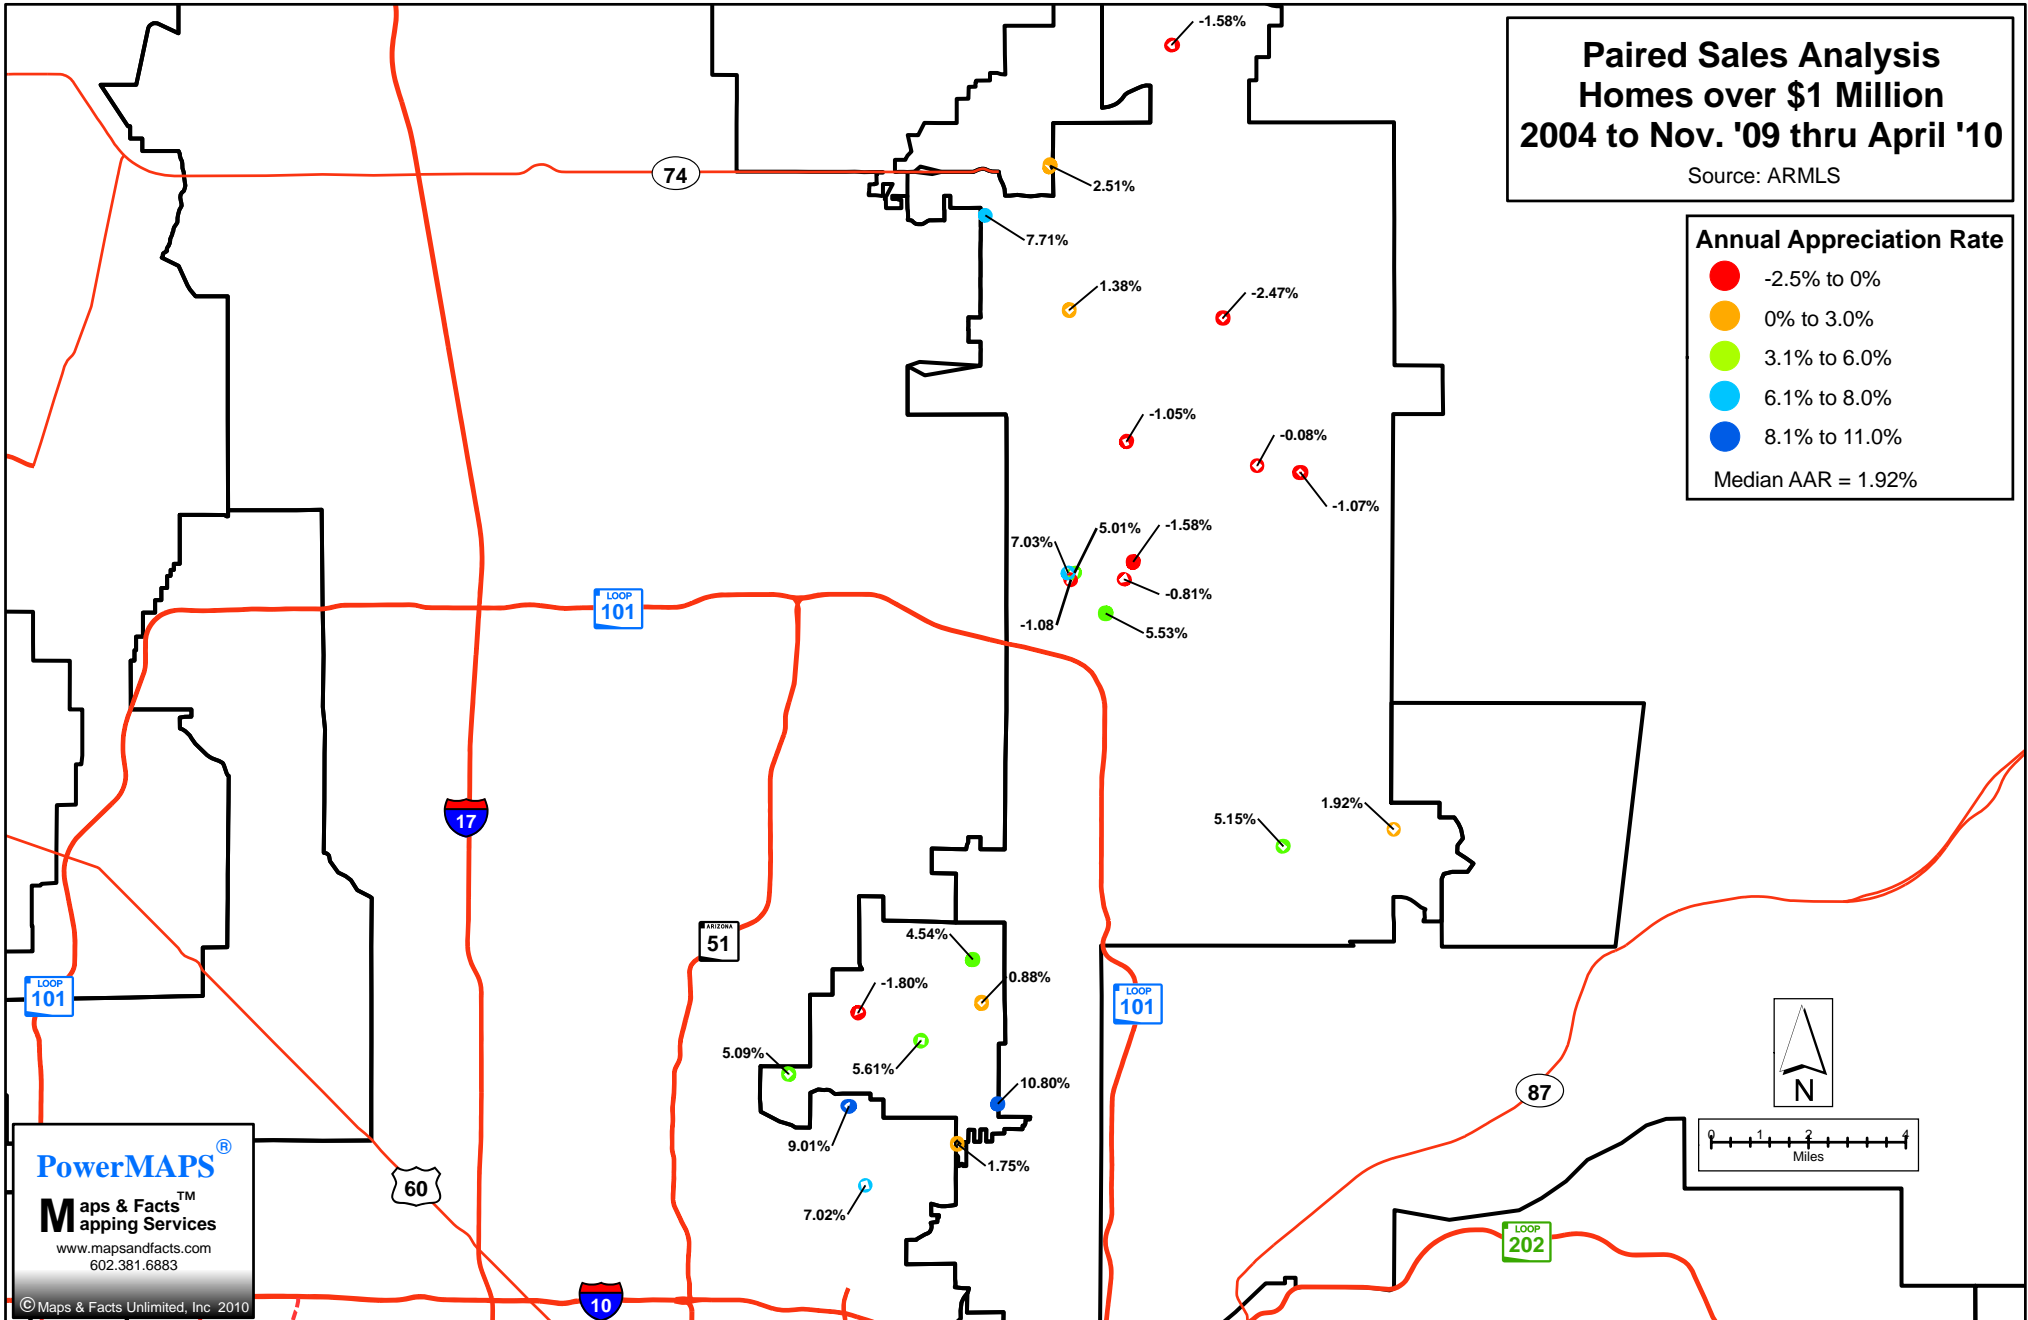 Paired Sales Analysis
Homes over $1 Million
2004 to Nov. '09 thru April '10
Source: ARMLS
Annual Appreciation Rate
-2.5% to 0%
0% to 3.0%
3.1% to 6.0%
6.1% to 8.0%
8.1% to 11.0%
Median AAR = 1.92%
-1.58%
74
2.51%
7.71%
1.38%
-2.47%
-1.05%
-0.08%
-1.07%
5.01%
-1.58%
7.03%
-0.81%
-1.08
5.53%
LOOP
101
17
1.92%
5.15%
ARIZONA
51
4.54%
0.88%
-1.80%
LOOP
101
LOOP
101
5.09%
5.61%
10.80%
9.01%
1.75%
7.02%
87
N
0 1 2 4
Miles
60
LOOP
202
10
PowerMAPS®
Maps & Facts™
Mapping Services
www.mapsandfacts.com
602.381.6883
©Maps & Facts Unlimited, Inc 2010